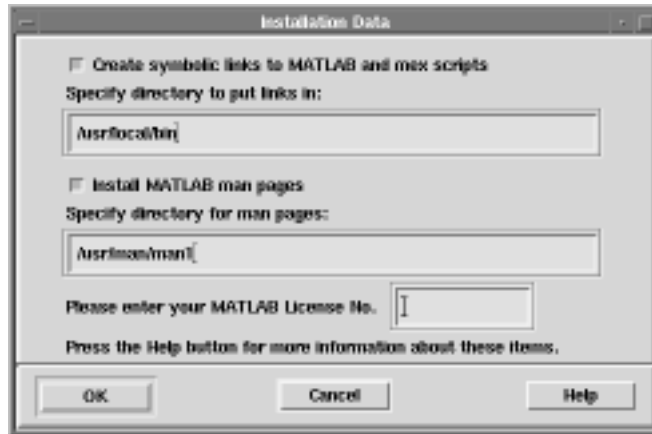 Installation Data
Create symbolic links to MATLAB and mex scripts
Specify directory to put links in:
/usr/local/bin
Install MATLAB man pages
Specify directory for man pages:
/usr/man/man1
Please enter your MATLAB License No.
Press the Help button for more information about these items.
OK Cancel Help